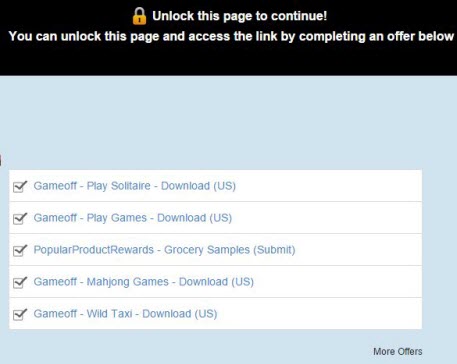 Unlock this page to continue!
You can unlock this page and access the link by completing an offer below
Gameoff - Play Solitaire - Download (US)
Gameoff - Play Games - Download (US)
PopularProductRewards - Grocery Samples (Submit)
Gameoff - Mahjong Games - Download (US)
Gameoff - Wild Taxi - Download (US)
More Offers